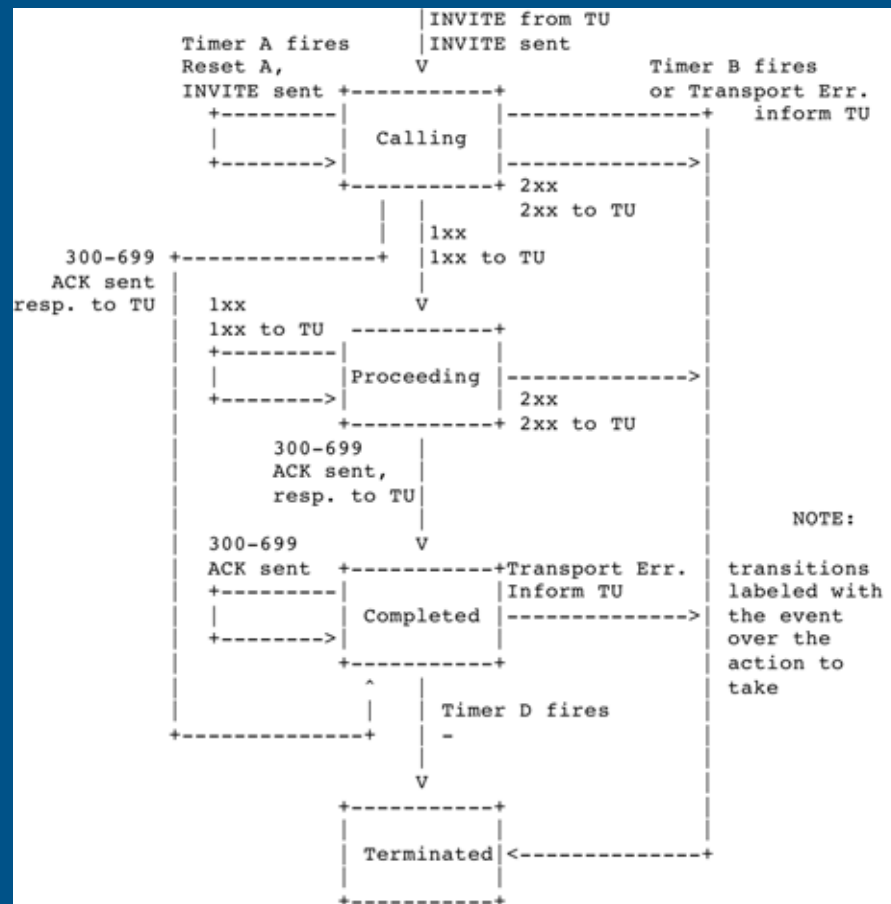 INVITE from TU
Timer A fires INVITE sent
Reset A, V Timer B fires
INVITE sent or Transport Err.
inform TU
Calling
2xx
2xx to TU
1xx
300-699 1xx to TU
ACK sent
resp. to TU 1xx V
1xx to TU
Proceeding
2xx
2xx to TU
300-699
ACK sent,
resp. to TU
NOTE:
300-699 V
ACK sent Transport Err. transitions
Inform TU labeled with
Completed the event
over the
action to
take
Timer D fires
-
V
Terminated